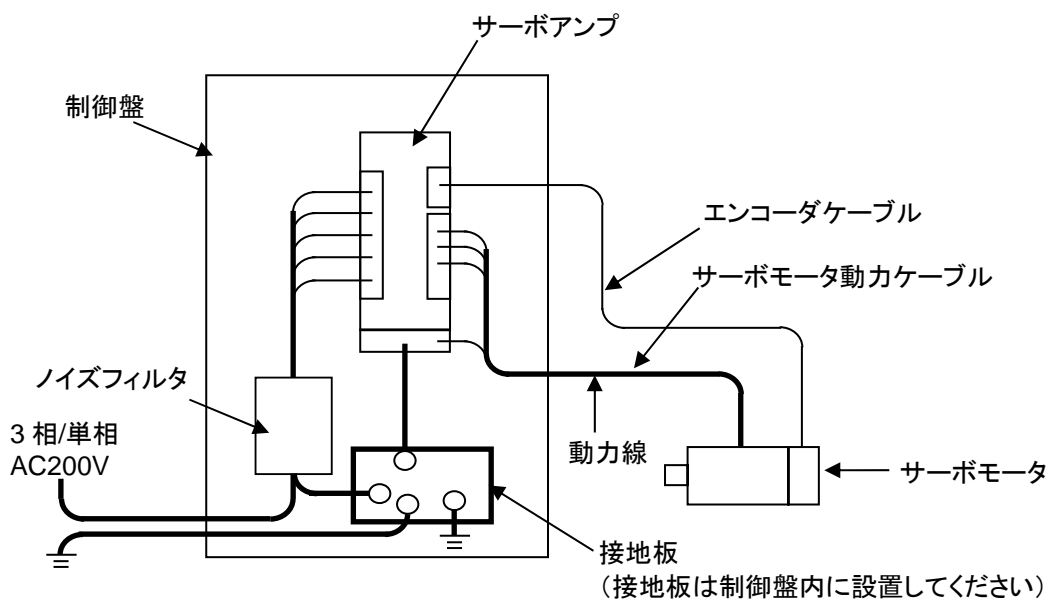 サーボアンプ
制御盤
エンコーダケーブル
サーボモータ動力ケーブル
ノイズフィルタ
3 相/単相
AC200V
動力線
サーボモータ
接地板
（接地板は制御盤内に設置してください）